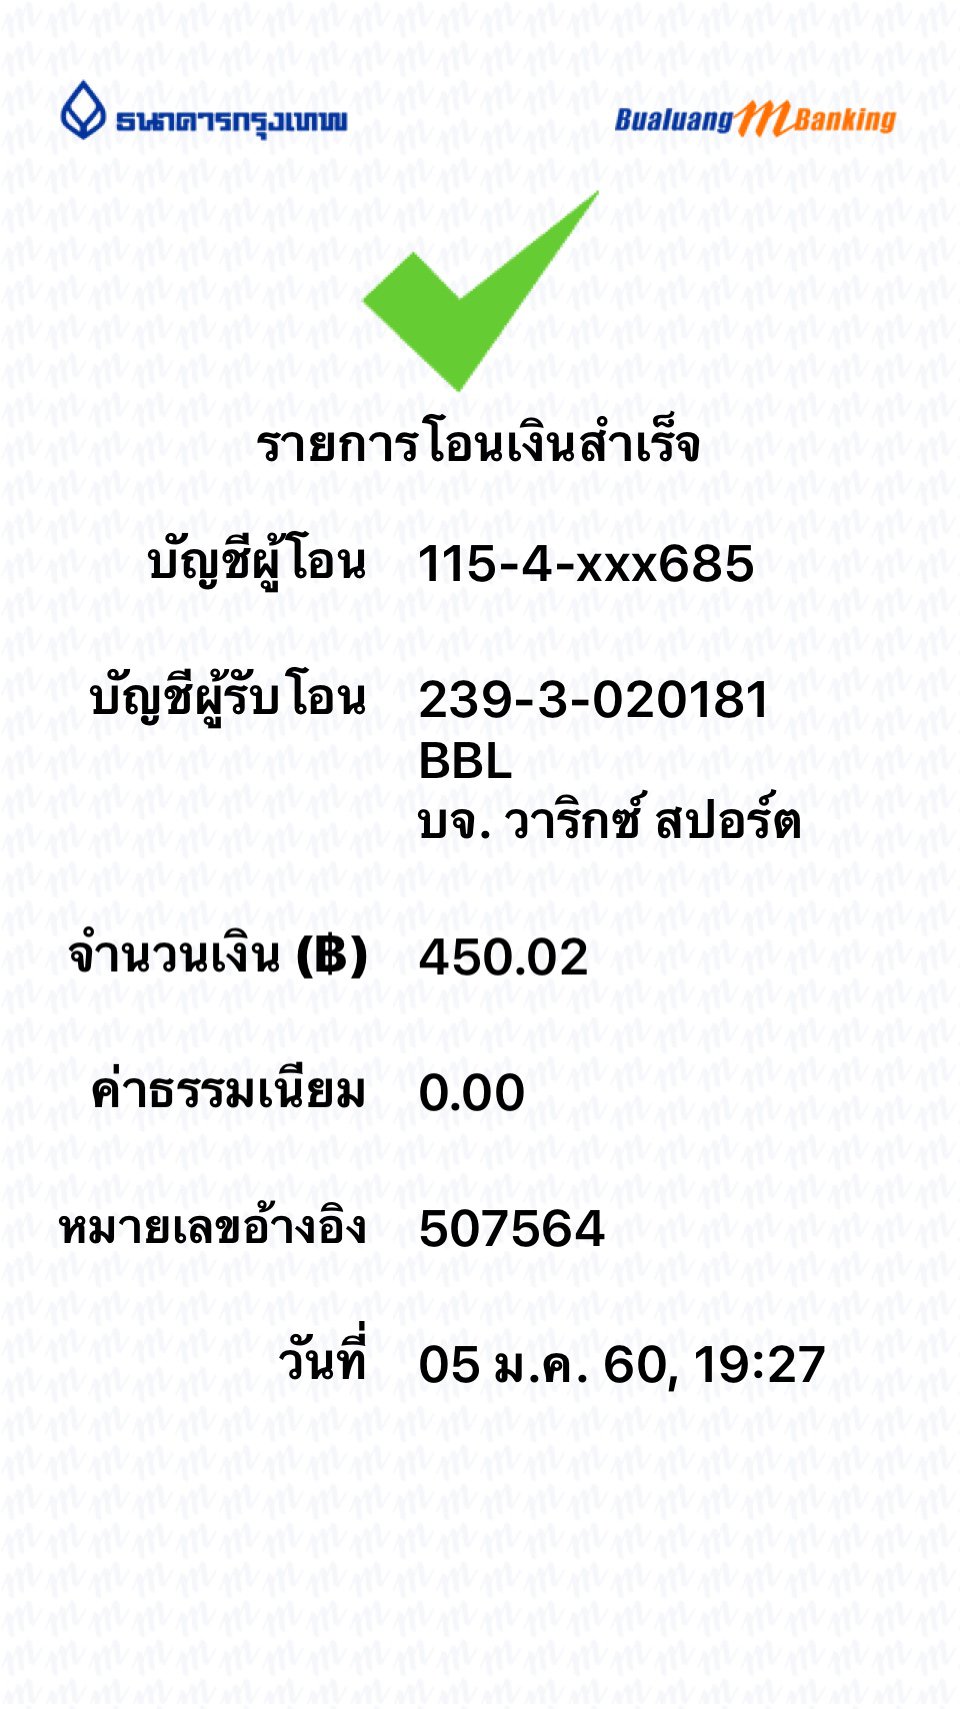 ธนาคารกรุงเทพ
Bualuang m Banking
รายการโอนเงินสำเร็จ
บัญชีผู้โอน 115-4-xxx685
บัญชีผู้รับโอน 239-3-020181
BBL
บจ. วาริกซ์ สปอร์ต
จำนวนเงิน (฿) 450.02
ค่าธรรมเนียม 0.00
หมายเลขอ้างอิง 507564
วันที่ 05 ม.ค. 60, 19:27